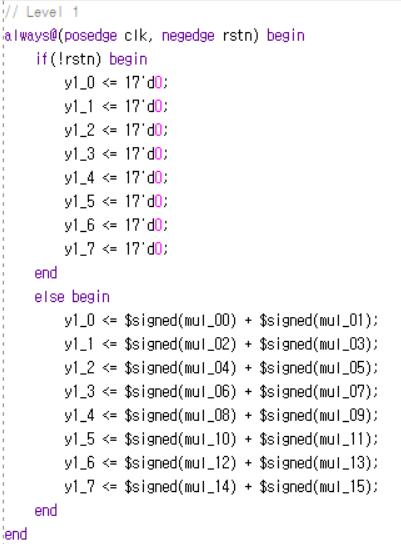 // Level 1
always@(posedge clk, negedge rstn) begin
if(!rstn) begin
y1_0 <= 17'd0;
y1_1 <= 17'd0;
y1_2 <= 17'd0;
y1_3 <= 17'd0;
y1_4 <= 17'd0;
y1_5 <= 17'd0;
y1_6 <= 17'd0;
y1_7 <= 17'd0;
end
else begin
y1_0 <= $signed(mul_00) + $signed(mul_01);
y1_1 <= $signed(mul_02) + $signed(mul_03);
y1_2 <= $signed(mul_04) + $signed(mul_05);
y1_3 <= $signed(mul_06) + $signed(mul_07);
y1_4 <= $signed(mul_08) + $signed(mul_09);
y1_5 <= $signed(mul_10) + $signed(mul_11);
y1_6 <= $signed(mul_12) + $signed(mul_13);
y1_7 <= $signed(mul_14) + $signed(mul_15);
end
end